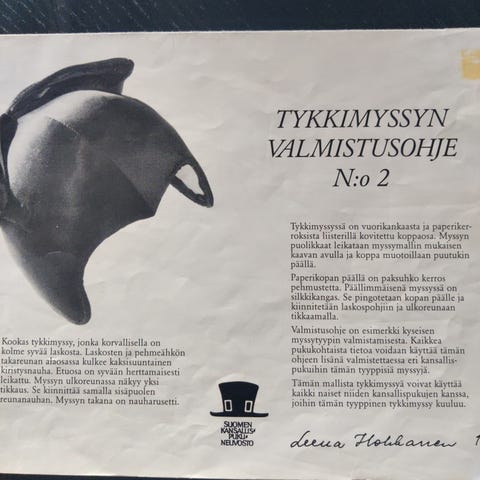 TYKKIMYSSYN
VALMISTUSOHJE
N:o 2
Tykkimyssyssä on vuorikankaasta ja paperiker-
roksista liisterillä kovitettu koppaosa. Myssyn
puolikkaat leikataan myssymallin mukaisen
kaavan avulla ja koppa muotoillaan puutukin
päällä.
Paperikopan päällä on paksuhko kerros
pehmustetta. Päällimmäisenä myssyssä on
silkkikangas. Se pingotetaan kopan päälle ja
kiinnitetään laskospohjiin ja ulkoreunaan
tikkaamalla.
Valmistusohje on esimerkki kyseisen
myssytyypin valmistamisesta. Kaikkea
pukukohtaista tietoa voidaan käyttää tämän
ohjeen lisänä valmistettaessa eri kansallis-
pukuihin tämän tyyppisiä myssyjä.
Tämän mallista tykkimyssyä voivat käyttää
kaikki naiset niiden kansallispukujen kanssa,
joihin tämän tyyppinen tykkimyssy kuuluu.
Kookas tykkimyssy, jonka korvallisella on
kolme syvää laskosta. Laskosten ja pehmeähkön
takareunan ainoassa kulkee kaksisuuntainen
kiristysnauha. Etuosa on syvään herttamaisesti
leikattu. Myssyn ulkoreunassa näkyy yksi
tikkaus. Se kiinnittää samalla sisäpuolen
reunanauhan. Myssyn takana on nauharusetti.
SUOMEN
KANSALLIS-
PUKU-
NEUVOSTO
Leena Holkkanen